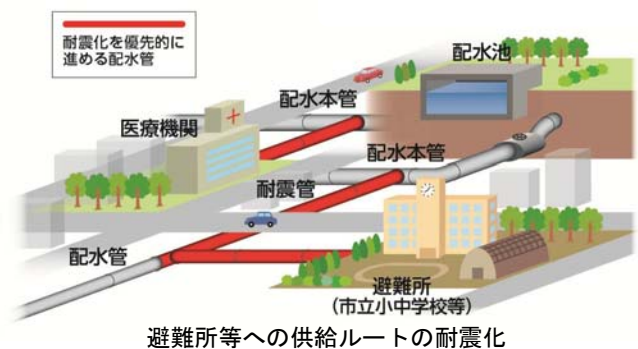 耐震化を優先的に
進める配水管
配水池
配水本管
医療機関
配水本管
耐震管
配水管
避難所
（市立小中学校等）
避難所等への供給ルートの耐震化